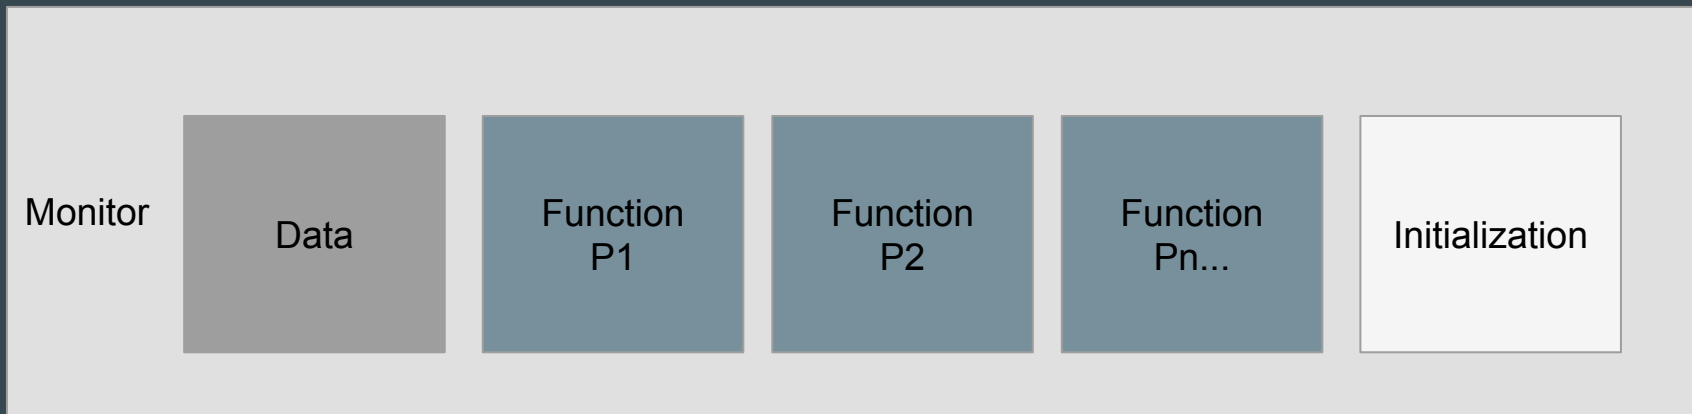 Monitor
Data
Function
P1
Function
P2
Function
Pn...
Initialization